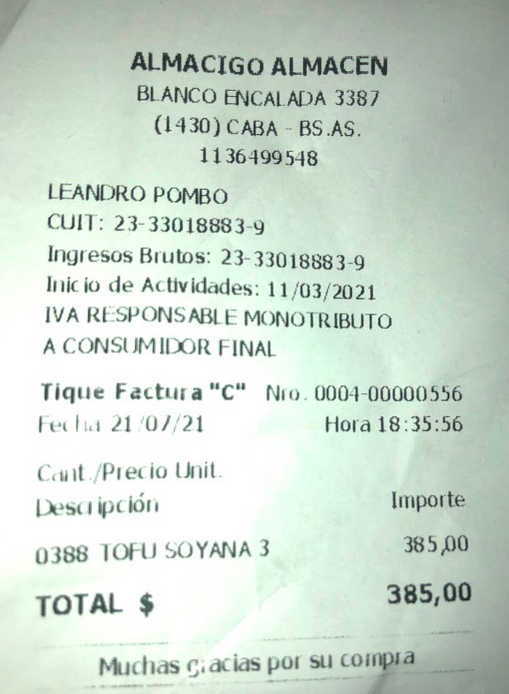 ALMACIGO ALMACEN
BLANCO ENCALADA 3387
(1430) CABA - BS.AS.
1136499548
LEANDRO POMBO
CUIT: 23-33018883-9
Ingresos Brutos: 23-33018883-9
Inicio de Actividades: 11/03/2021
IVA RESPONSABLE MONOTRIBUTO
A CONSUMIDOR FINAL
Tique Factura "C" Nro. 0004-00000556
Fecha 21/07/21 Hora 18:35:56
Cant./Precio Unit.
Descripción Importe
0388 TOFU SOYANA 3 385,00
TOTAL $ 385,00
Muchas gracias por su compra